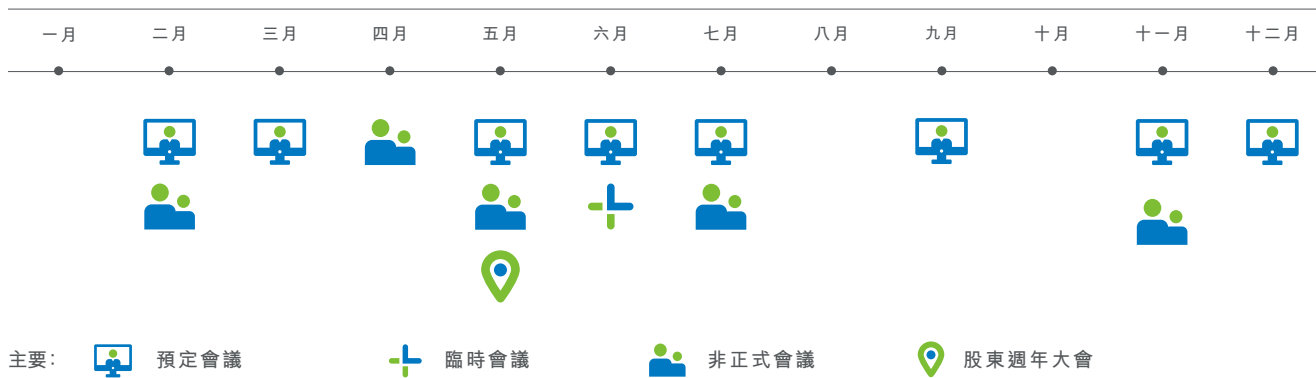 一月 二月 三月 四月 五月 六月 七月 八月 九月 十月 十一月 十二月
主要： 預定會議 臨時會議 非正式會議 股東週年大會